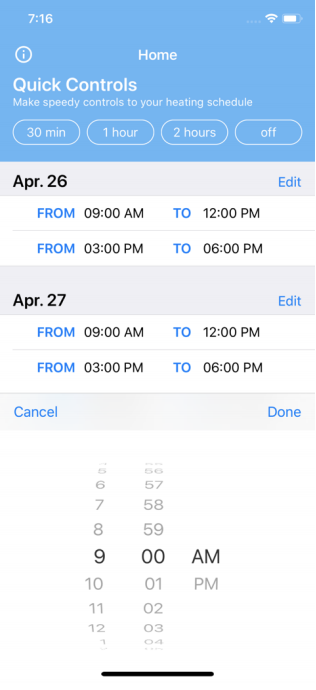 7:16
Home
Quick Controls
Make speedy controls to your heating schedule
30 min 1 hour 2 hours off
Apr. 26 Edit
FROM 09:00 AM TO 12:00 PM
FROM 03:00 PM TO 06:00 PM
Apr. 27 Edit
FROM 09:00 AM TO 12:00 PM
FROM 03:00 PM TO 06:00 PM
Cancel Done
5 56
6 57
7 58
8 59
9 00 AM
10 01 PM
11 02
12 03
1 04